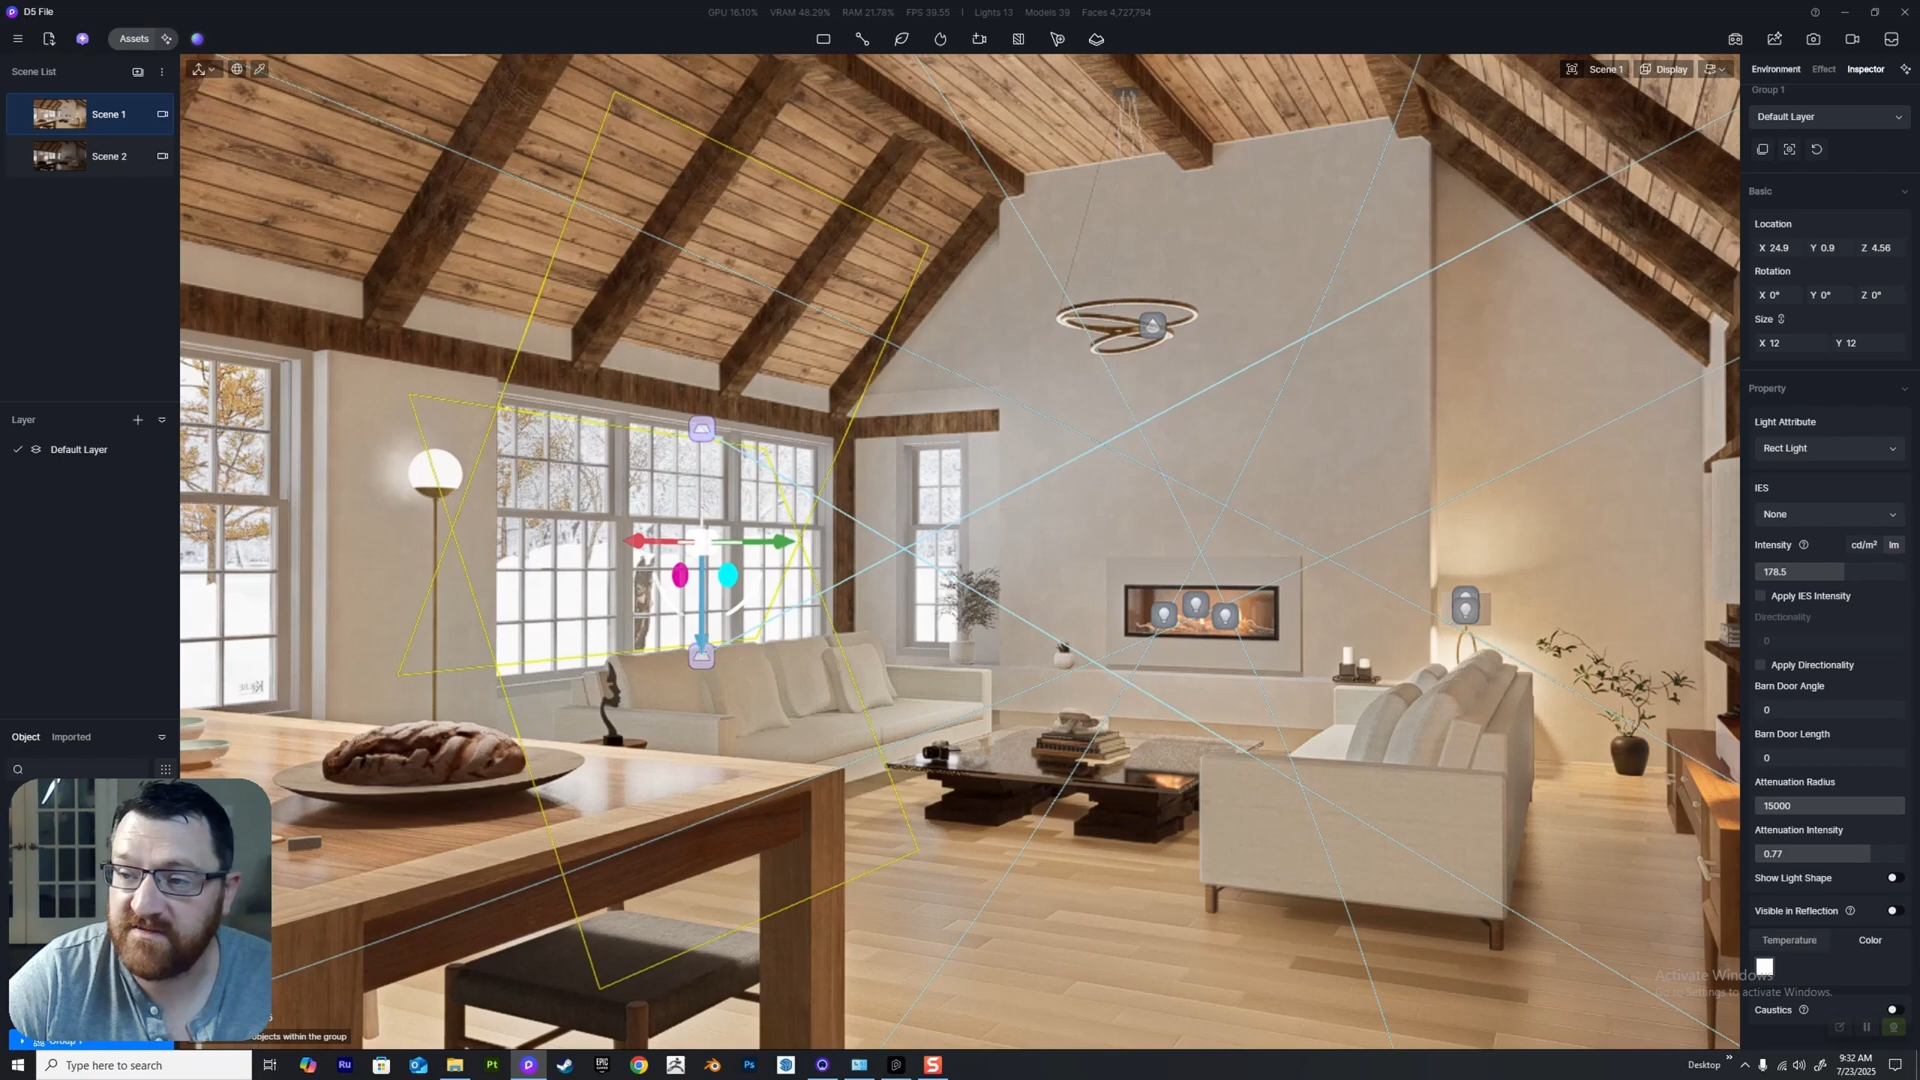 D5 File
GPU 16.10% VRAM 48.29% RAM 21.78% FPS 39.55 | Lights 13 Models 39 Faces 4,727,794
Assets
Scene List
Scene 1
Scene 2
Layer
Default Layer
Object Imported
objects within the group
Scene 1 Display
Environment Effect Inspector
Group 1
Default Layer
Basic
Location
X 24.9 Y 0.9 Z 4.56
Rotation
X 0° Y 0° Z 0°
Size
X 12 Y 12
Property
Light Attribute
Rect Light
IES
None
Intensity cd/m² lm
178.5
Apply IES Intensity
Directionality
0
Apply Directionality
Barn Door Angle
0
Barn Door Length
0
Attenuation Radius
15000
Attenuation Intensity
0.77
Show Light Shape
Visible in Reflection
Temperature Color
Activate Windows
Go to Settings to activate Windows.
Caustics
Type here to search
Ru
Pt
EPIC GAMES
Ps
S
Desktop
9:32 AM
7/23/2025